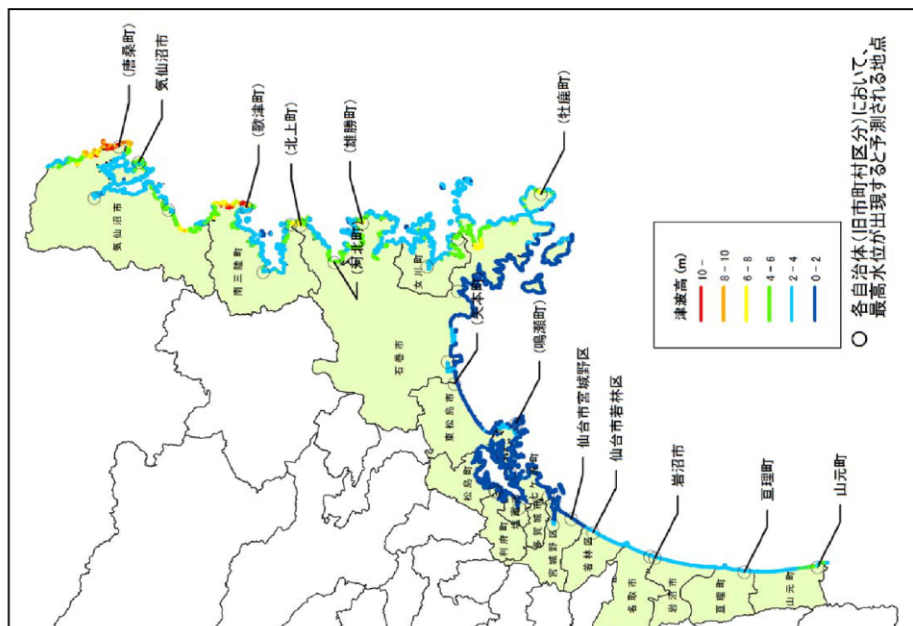 (唐桑町)
気仙沼市
(歌津町)
(北上町)
(雄勝町)
(牡鹿町)
(河北町)
(矢本町)
(鳴瀬町)
仙台市宮城野区
仙台市若林区
岩沼市
亘理町
山元町
気仙沼市
南三陸町
女川町
石巻市
東松島市
松島町
利府町
多賀城市
宮城野区
若林区
名取市
岩沼市
亘理町
山元町
津波高(m)
10 -
8 - 10
6 - 8
4 - 6
2 - 4
0 - 2
○ 各自治体(旧市町村区分)において、
最高水位が出現すると予測される地点